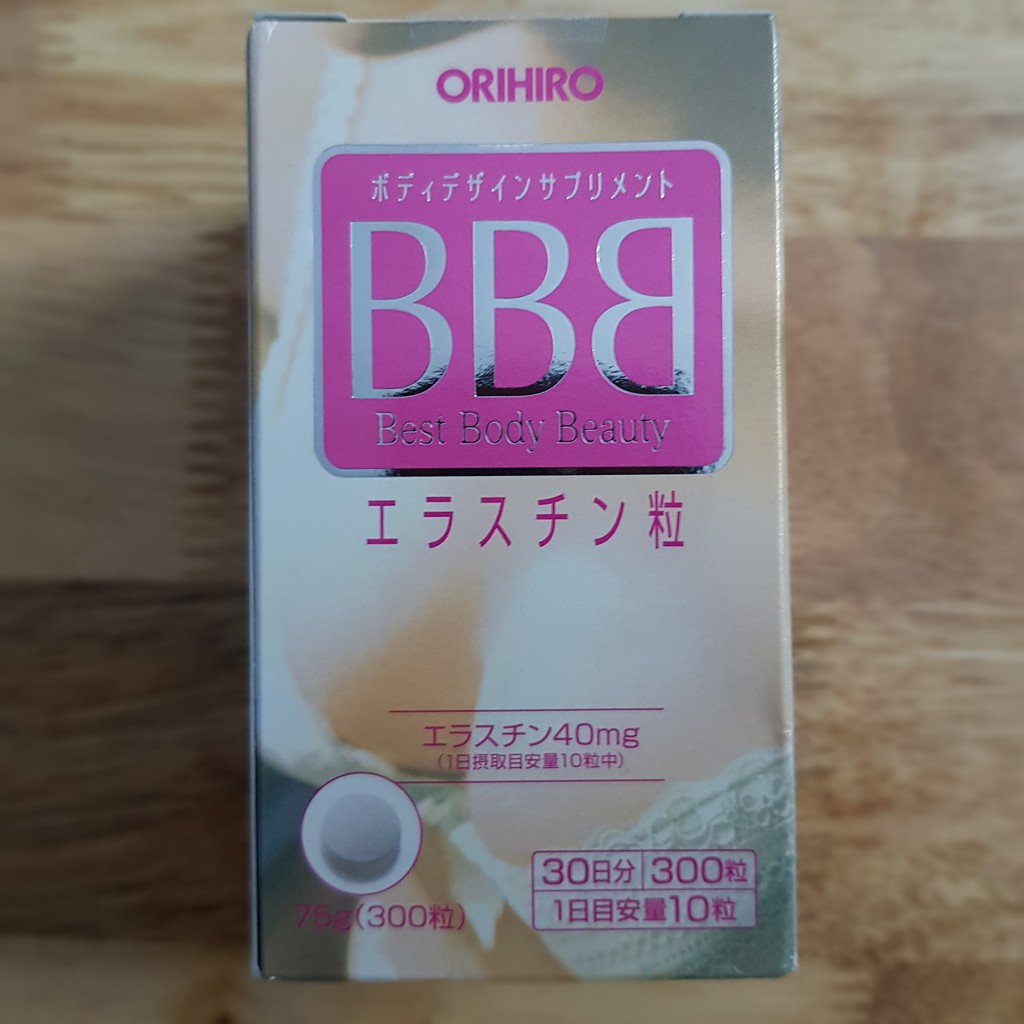 ORIHIRO
ボディデザインサプリメント
BBB
Best Body Beauty
エラスチン粒
エラスチン40mg
(1日摂取目安量10粒中)
75g(300粒)
30日分 300粒
1日目安量10粒